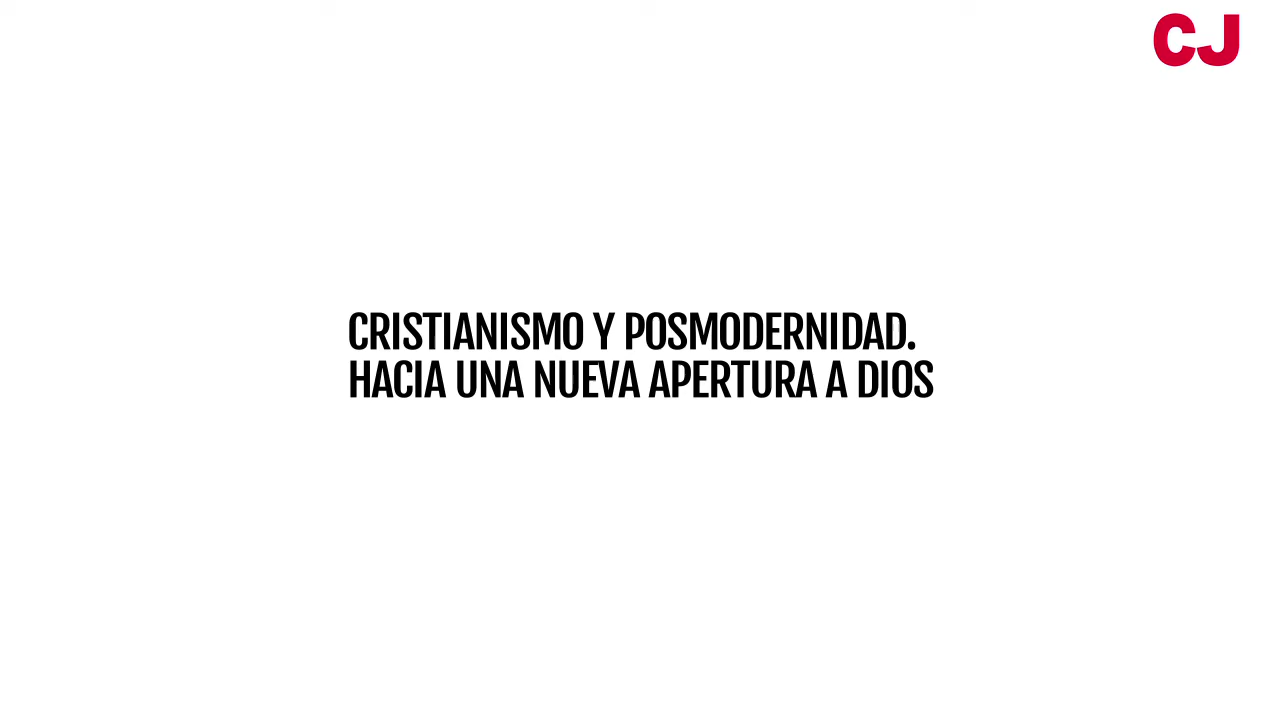 CJ
CRISTIANISMO Y POSMODERNIDAD.
HACIA UNA NUEVA APERTURA A DIOS